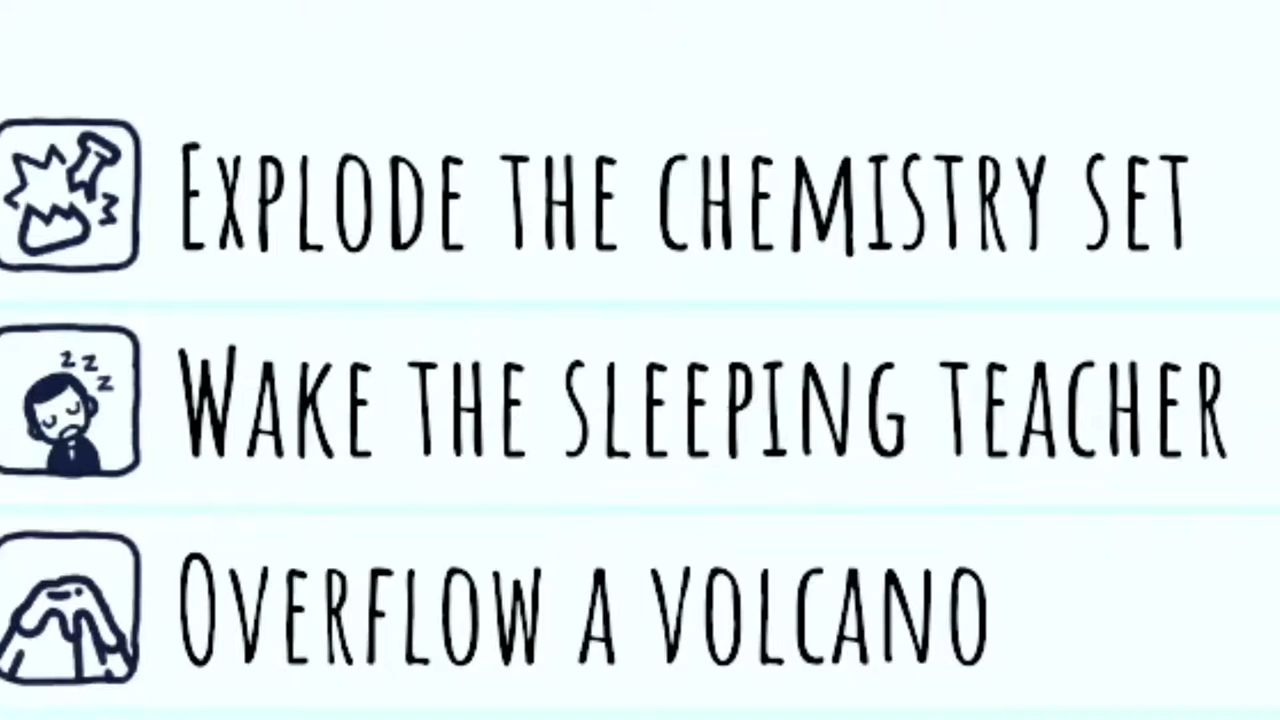 Explode the chemistry set
Z Z Z
Wake the sleeping teacher
Overflow a volcano